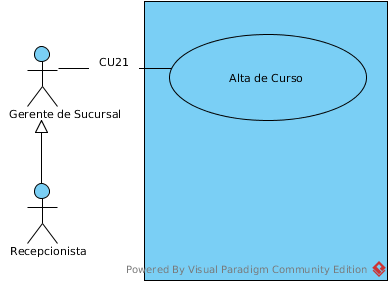 CU21
Alta de Curso
Gerente de Sucursal
Recepcionista
Powered By Visual Paradigm Community Edition